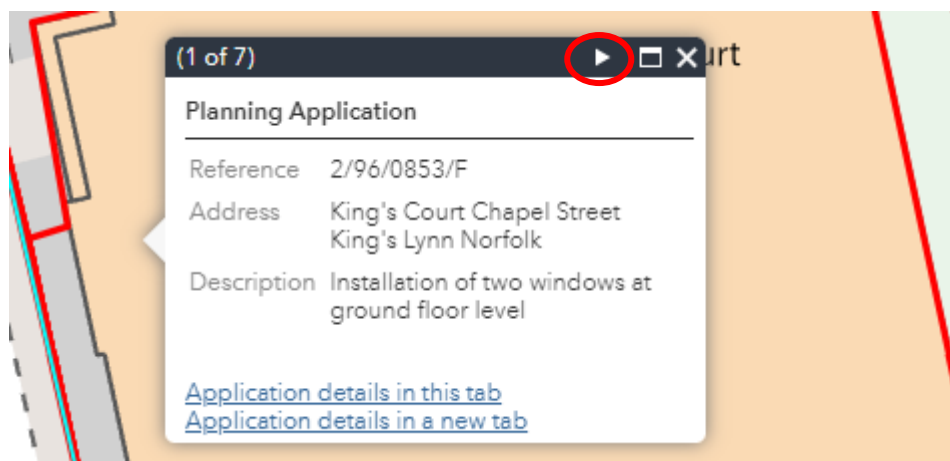 (1 of 7)
urt
Planning Application
Reference 2/96/0853/F
Address King's Court Chapel Street
King's Lynn Norfolk
Description Installation of two windows at
ground floor level
Application details in this tab
Application details in a new tab